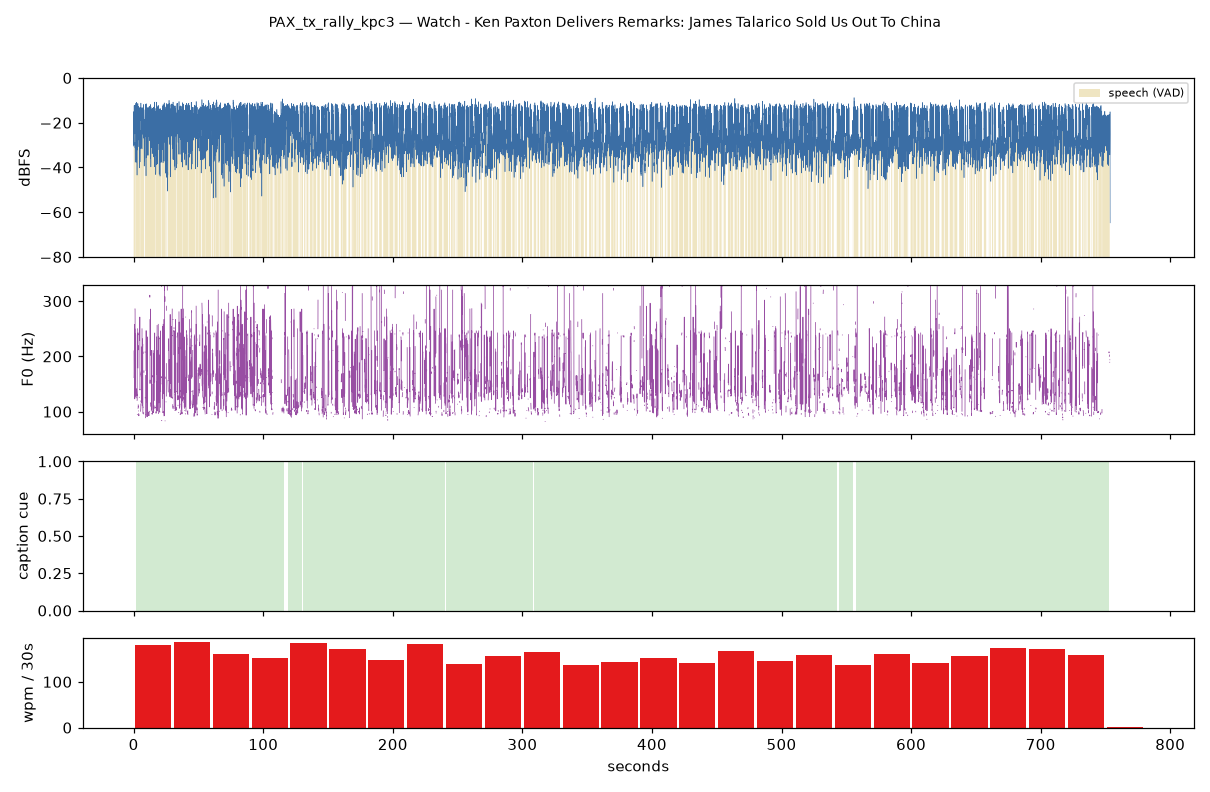 PAX_tx_rally_kpc3 — Watch - Ken Paxton Delivers Remarks: James Talarico Sold Us Out To China
0
−20
−40
−60
−80
dBFS
speech (VAD)
300
200
100
F0 (Hz)
1.00
0.75
0.50
0.25
0.00
caption cue
100
0
wpm / 30s
0 100 200 300 400 500 600 700 800
seconds